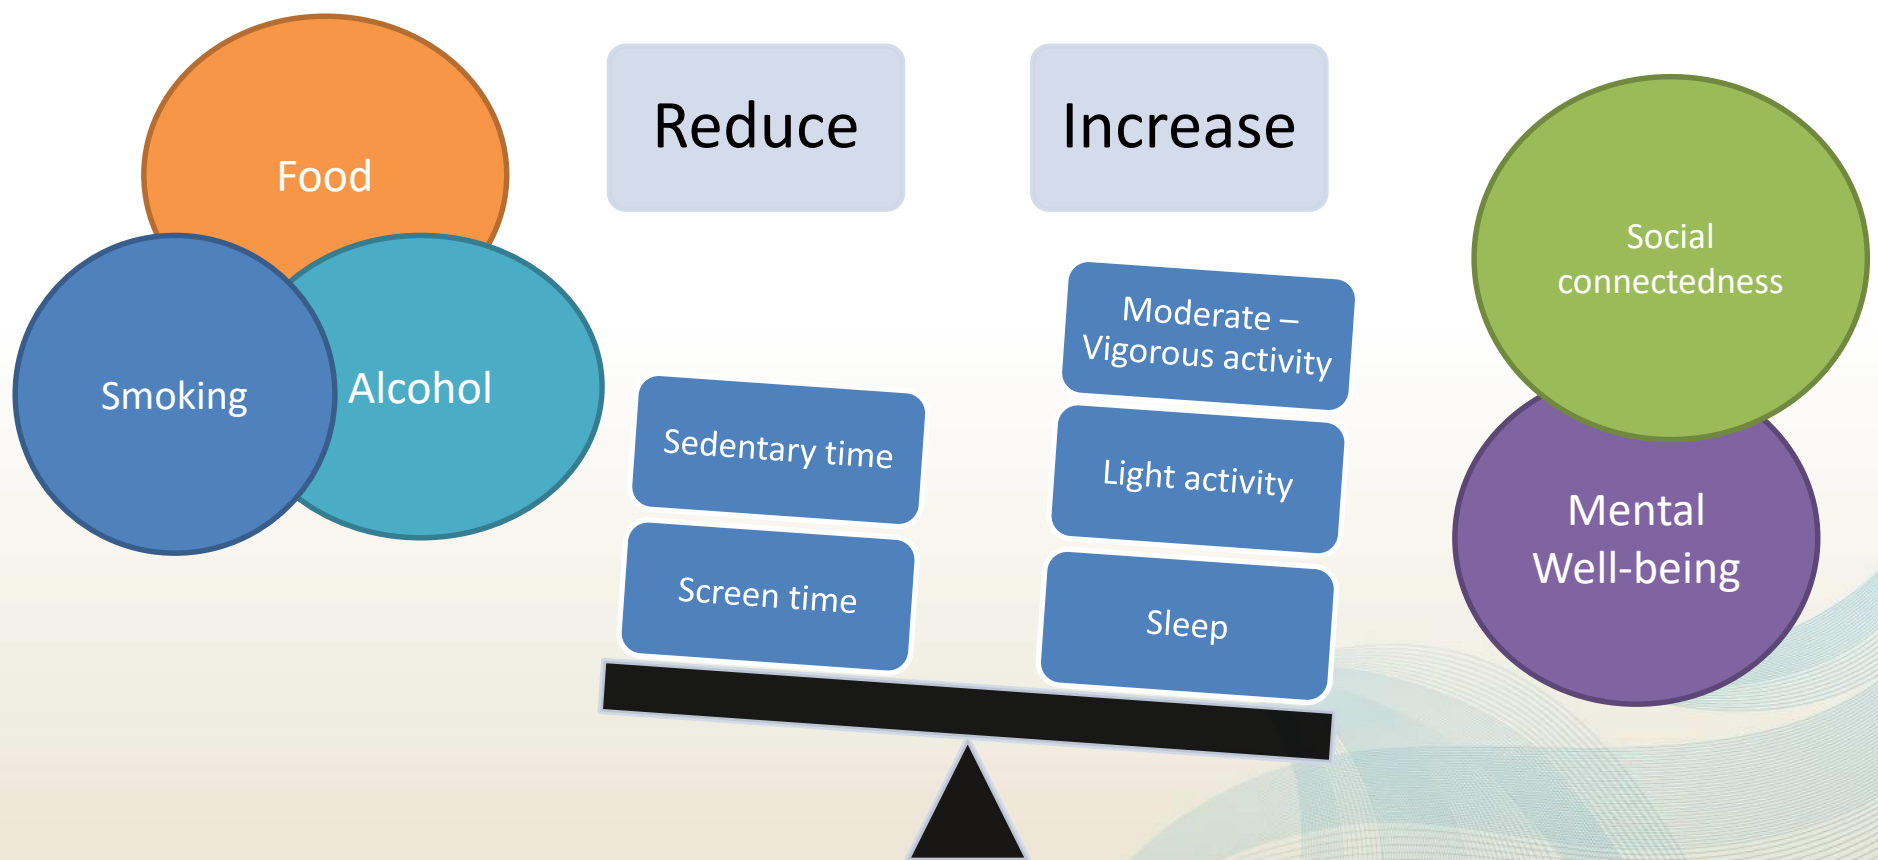 Food
Smoking
Alcohol
Reduce
Increase
Sedentary time
Screen time
Moderate –
Vigorous activity
Light activity
Sleep
Social
connectedness
Mental
Well-being